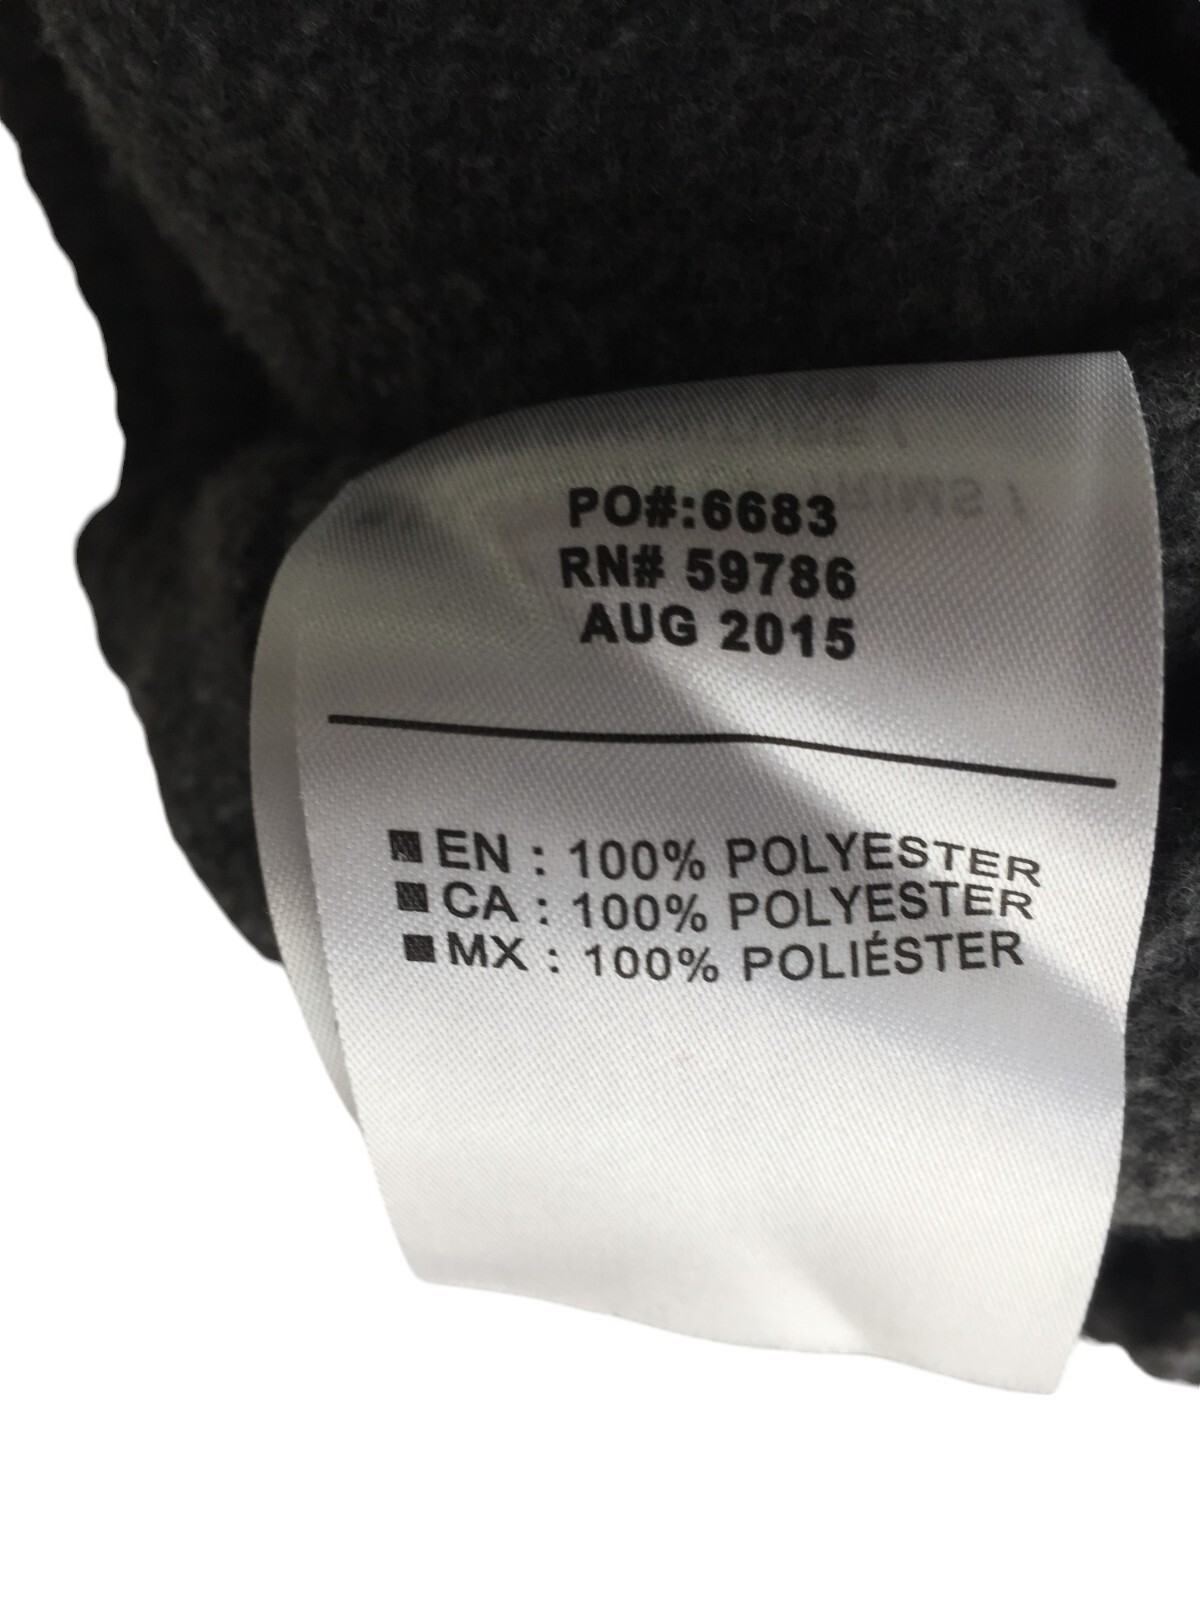 PO#:6683
RN# 59786
AUG 2015
EN : 100% POLYESTER
CA : 100% POLYESTER
MX : 100% POLIÉSTER